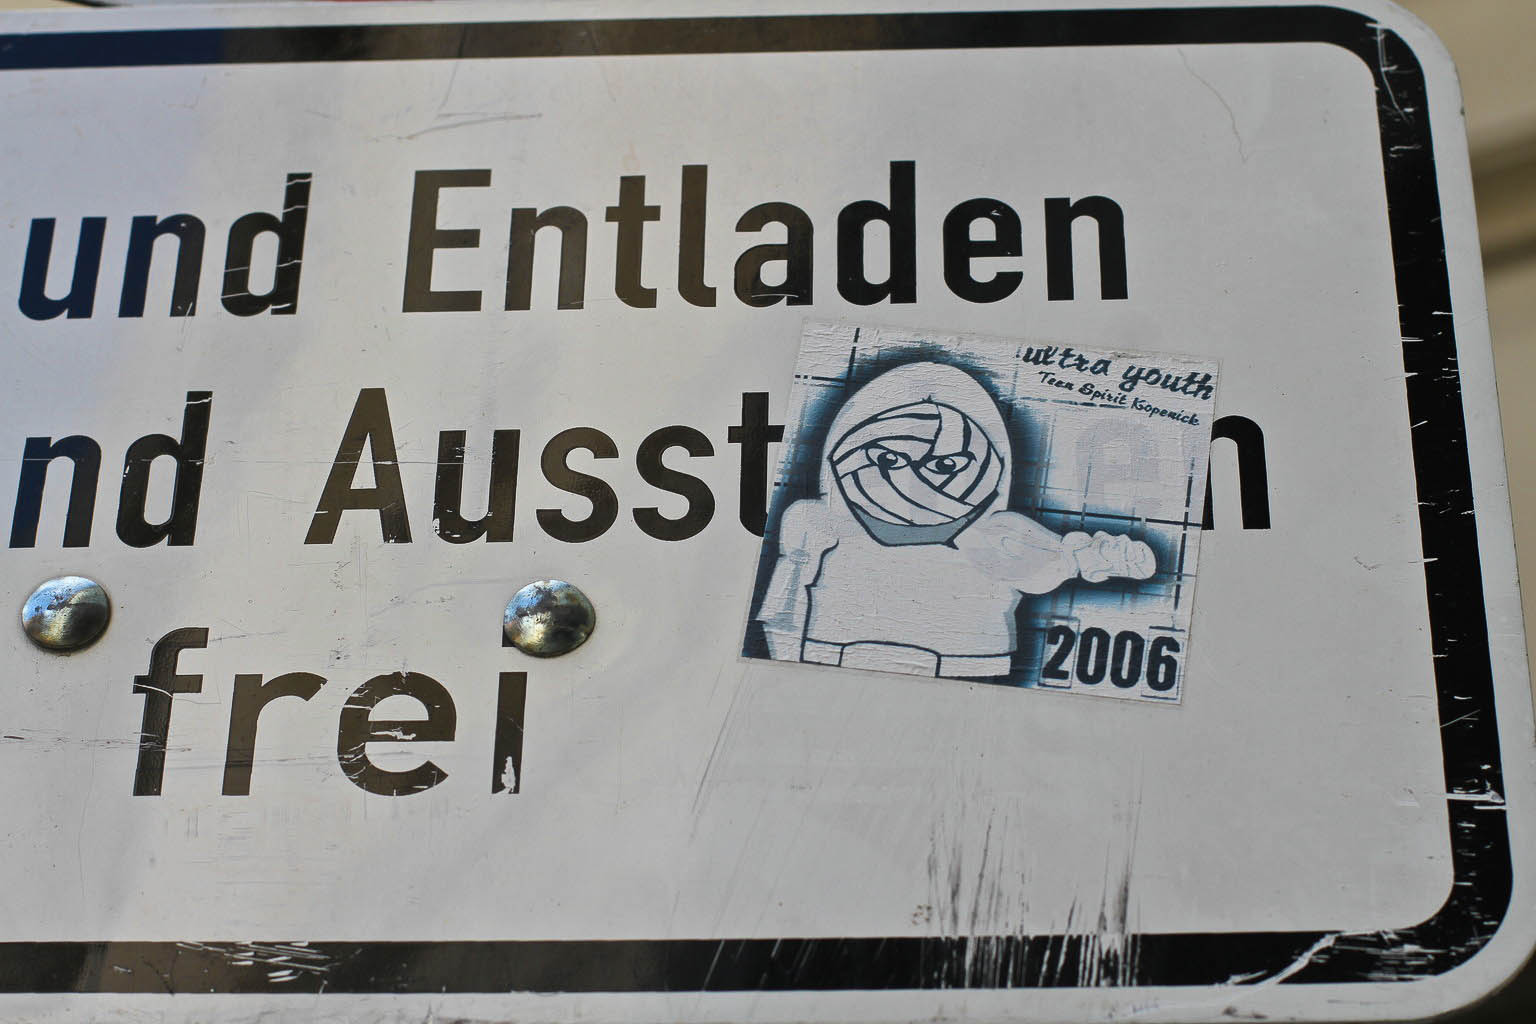 und Entladen
nd Ausst n
frei
ultra youth
Teen Spirit Köpenick
2006